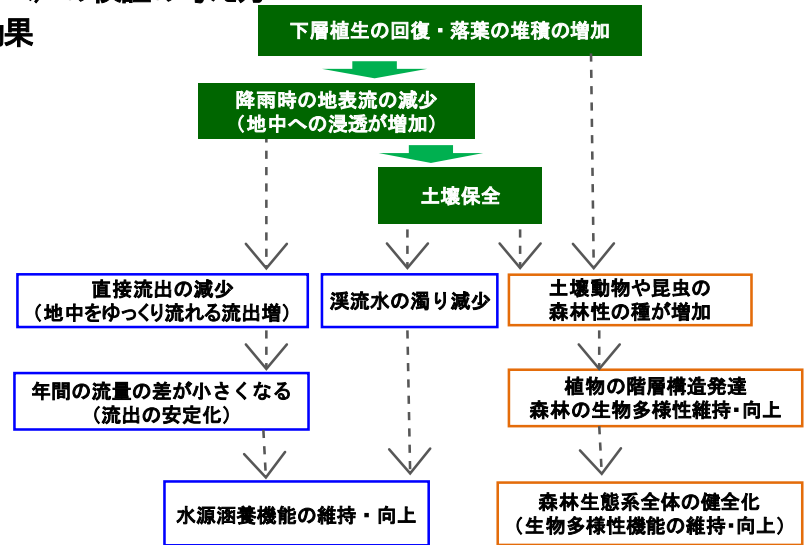 果
下層植生の回復・落葉の堆積の増加
降雨時の地表流の減少
（地中への浸透が増加）
土壌保全
直接流出の減少
（地中をゆっくり流れる流出増）
渓流水の濁り減少
土壌動物や昆虫の
森林性の種が増加
年間の流量の差が小さくなる
（流出の安定化）
植物の階層構造発達
森林の生物多様性維持・向上
水源涵養機能の維持・向上
森林生態系全体の健全化
（生物多様性機能の維持・向上）